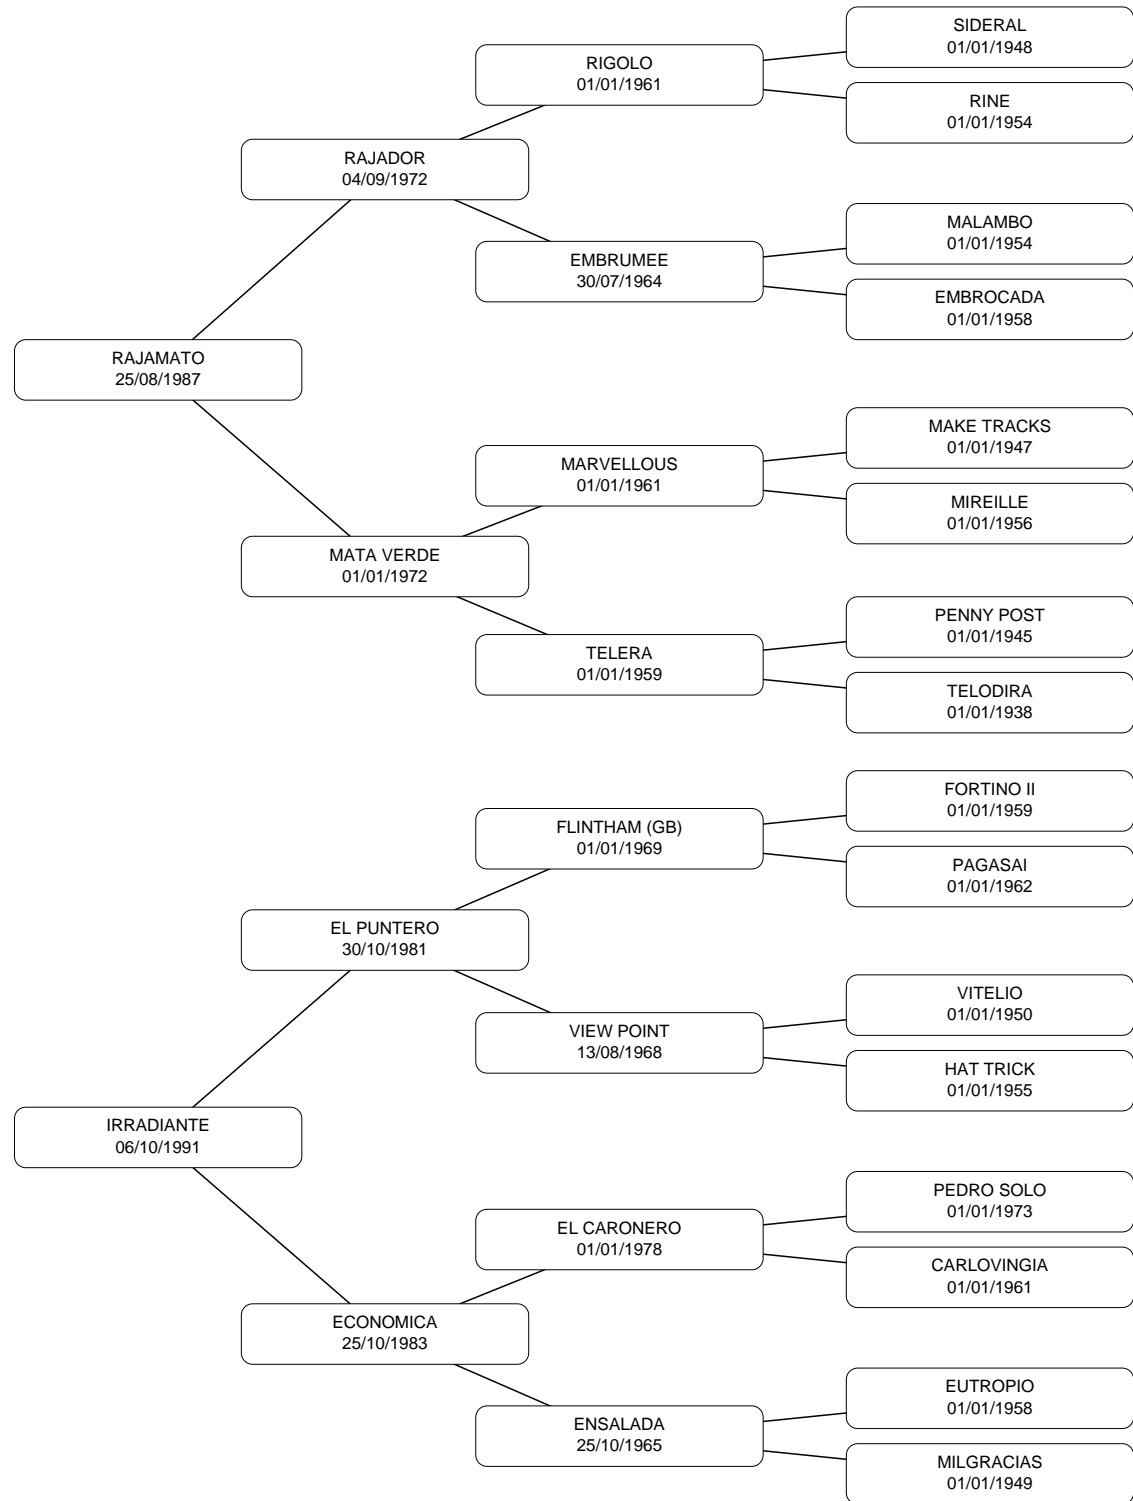 SIDERAL
01/01/1948
RIGOLO
01/01/1961
RINE
01/01/1954
RAJADOR
04/09/1972
MALAMBO
01/01/1954
EMBRUMEE
30/07/1964
EMBROCADA
01/01/1958
RAJAMATO
25/08/1987
MAKE TRACKS
01/01/1947
MARVELLOUS
01/01/1961
MIREILLE
01/01/1956
MATA VERDE
01/01/1972
PENNY POST
01/01/1945
TELERA
01/01/1959
TELODIRA
01/01/1938
FORTINO II
01/01/1959
FLINTHAM (GB)
01/01/1969
PAGASAI
01/01/1962
EL PUNTERO
30/10/1981
VITELIO
01/01/1950
VIEW POINT
13/08/1968
HAT TRICK
01/01/1955
IRRADIANTE
06/10/1991
PEDRO SOLO
01/01/1973
EL CARONERO
01/01/1978
CARLOVINGIA
01/01/1961
ECONOMICA
25/10/1983
EUTROPIO
01/01/1958
ENSALADA
25/10/1965
MILGRACIAS
01/01/1949